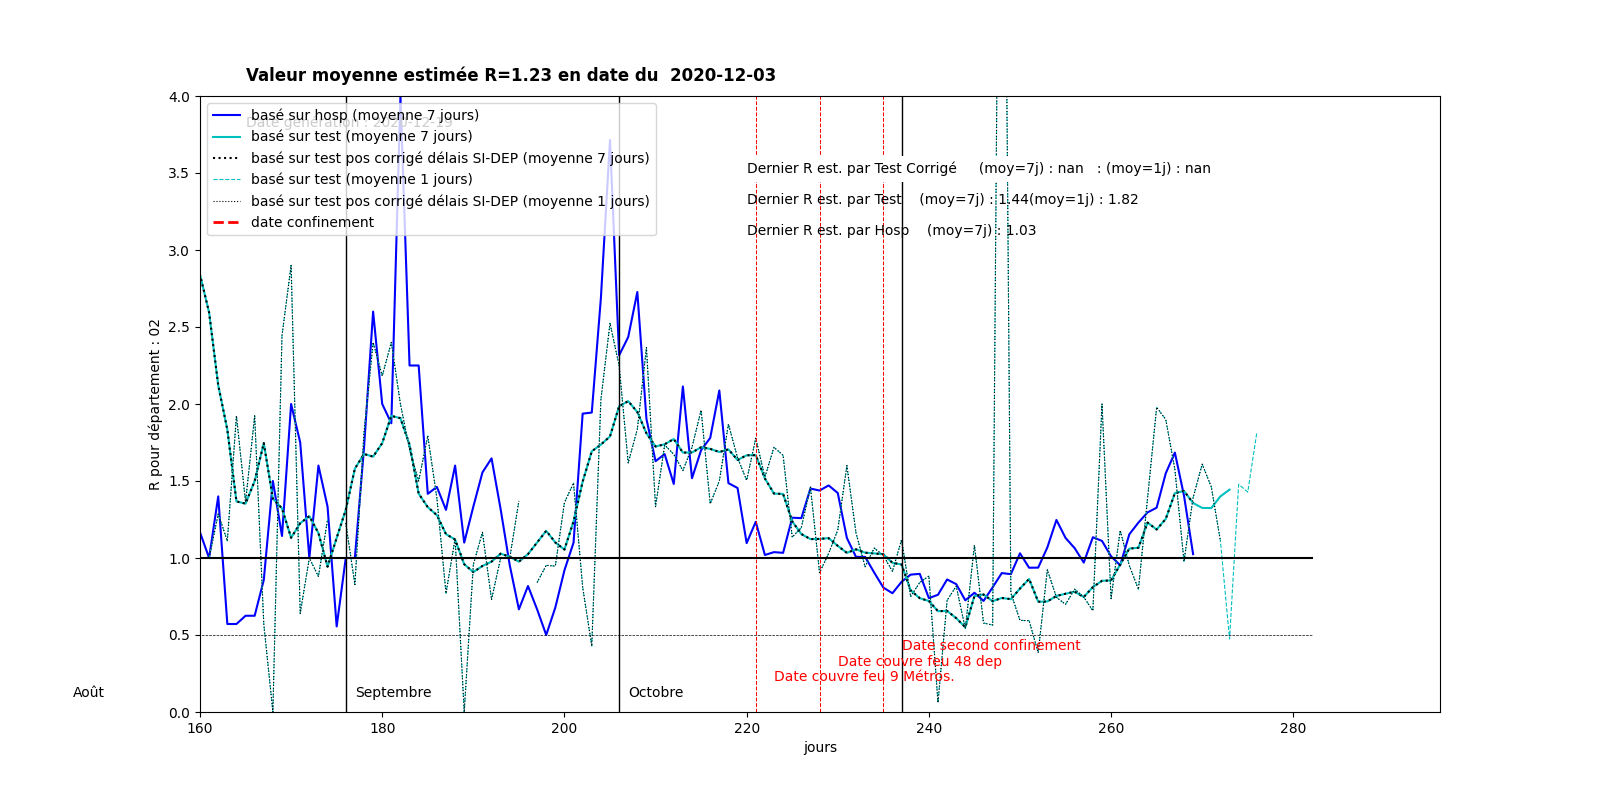 Valeur moyenne estimée R=1.23 en date du  2020-12-03
Date génération : 2020-12-19
basé sur hosp (moyenne 7 jours)
basé sur test (moyenne 7 jours)
basé sur test pos corrigé délais SI-DEP (moyenne 7 jours)
basé sur test (moyenne 1 jours)
basé sur test pos corrigé délais SI-DEP (moyenne 1 jours)
date confinement
Dernier R est. par Test Corrigé (moy=7j) : nan : (moy=1j) : nan
Dernier R est. par Test (moy=7j) : 1.44(moy=1j) : 1.82
Dernier R est. par Hosp (moy=7j) : 1.03
4.0
3.5
3.0
2.5
2.0
1.5
1.0
0.5
0.0
R pour département : 02
Date second confinement
Date couvre feu 48 dep
Date couvre feu 9 Métros.
Août
Septembre
Octobre
160 180 200 220 240 260 280
jours